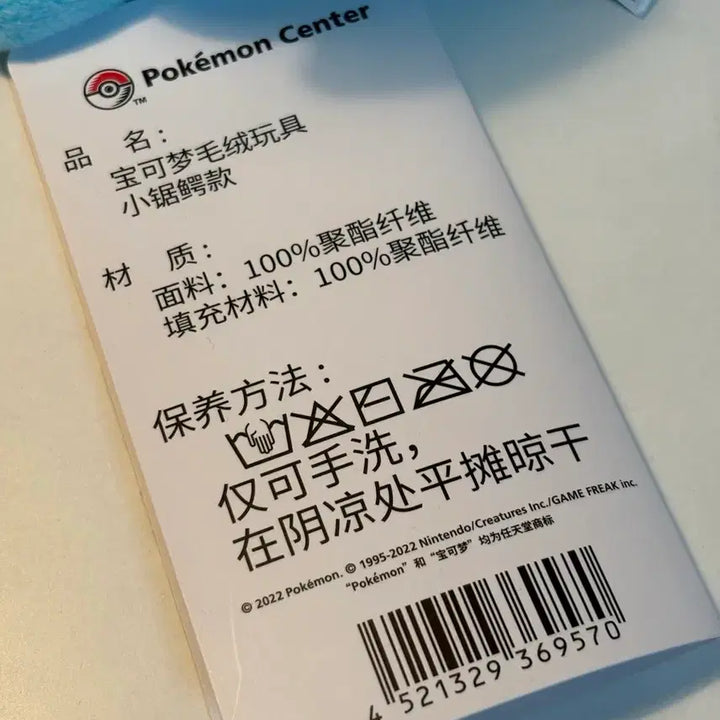 Pokémon Center
TM
品 名：
宝可梦毛绒玩具
小锯鳄款
材 质：
面料：100%聚酯纤维
填充材料：100%聚酯纤维
保养方法：
仅可手洗，
在阴凉处平摊晾干
© 2022 Pokémon. © 1995-2022 Nintendo/Creatures Inc./GAME FREAK inc.
“Pokémon” 和 “宝可梦” 均为任天堂商标
4 521329 369570